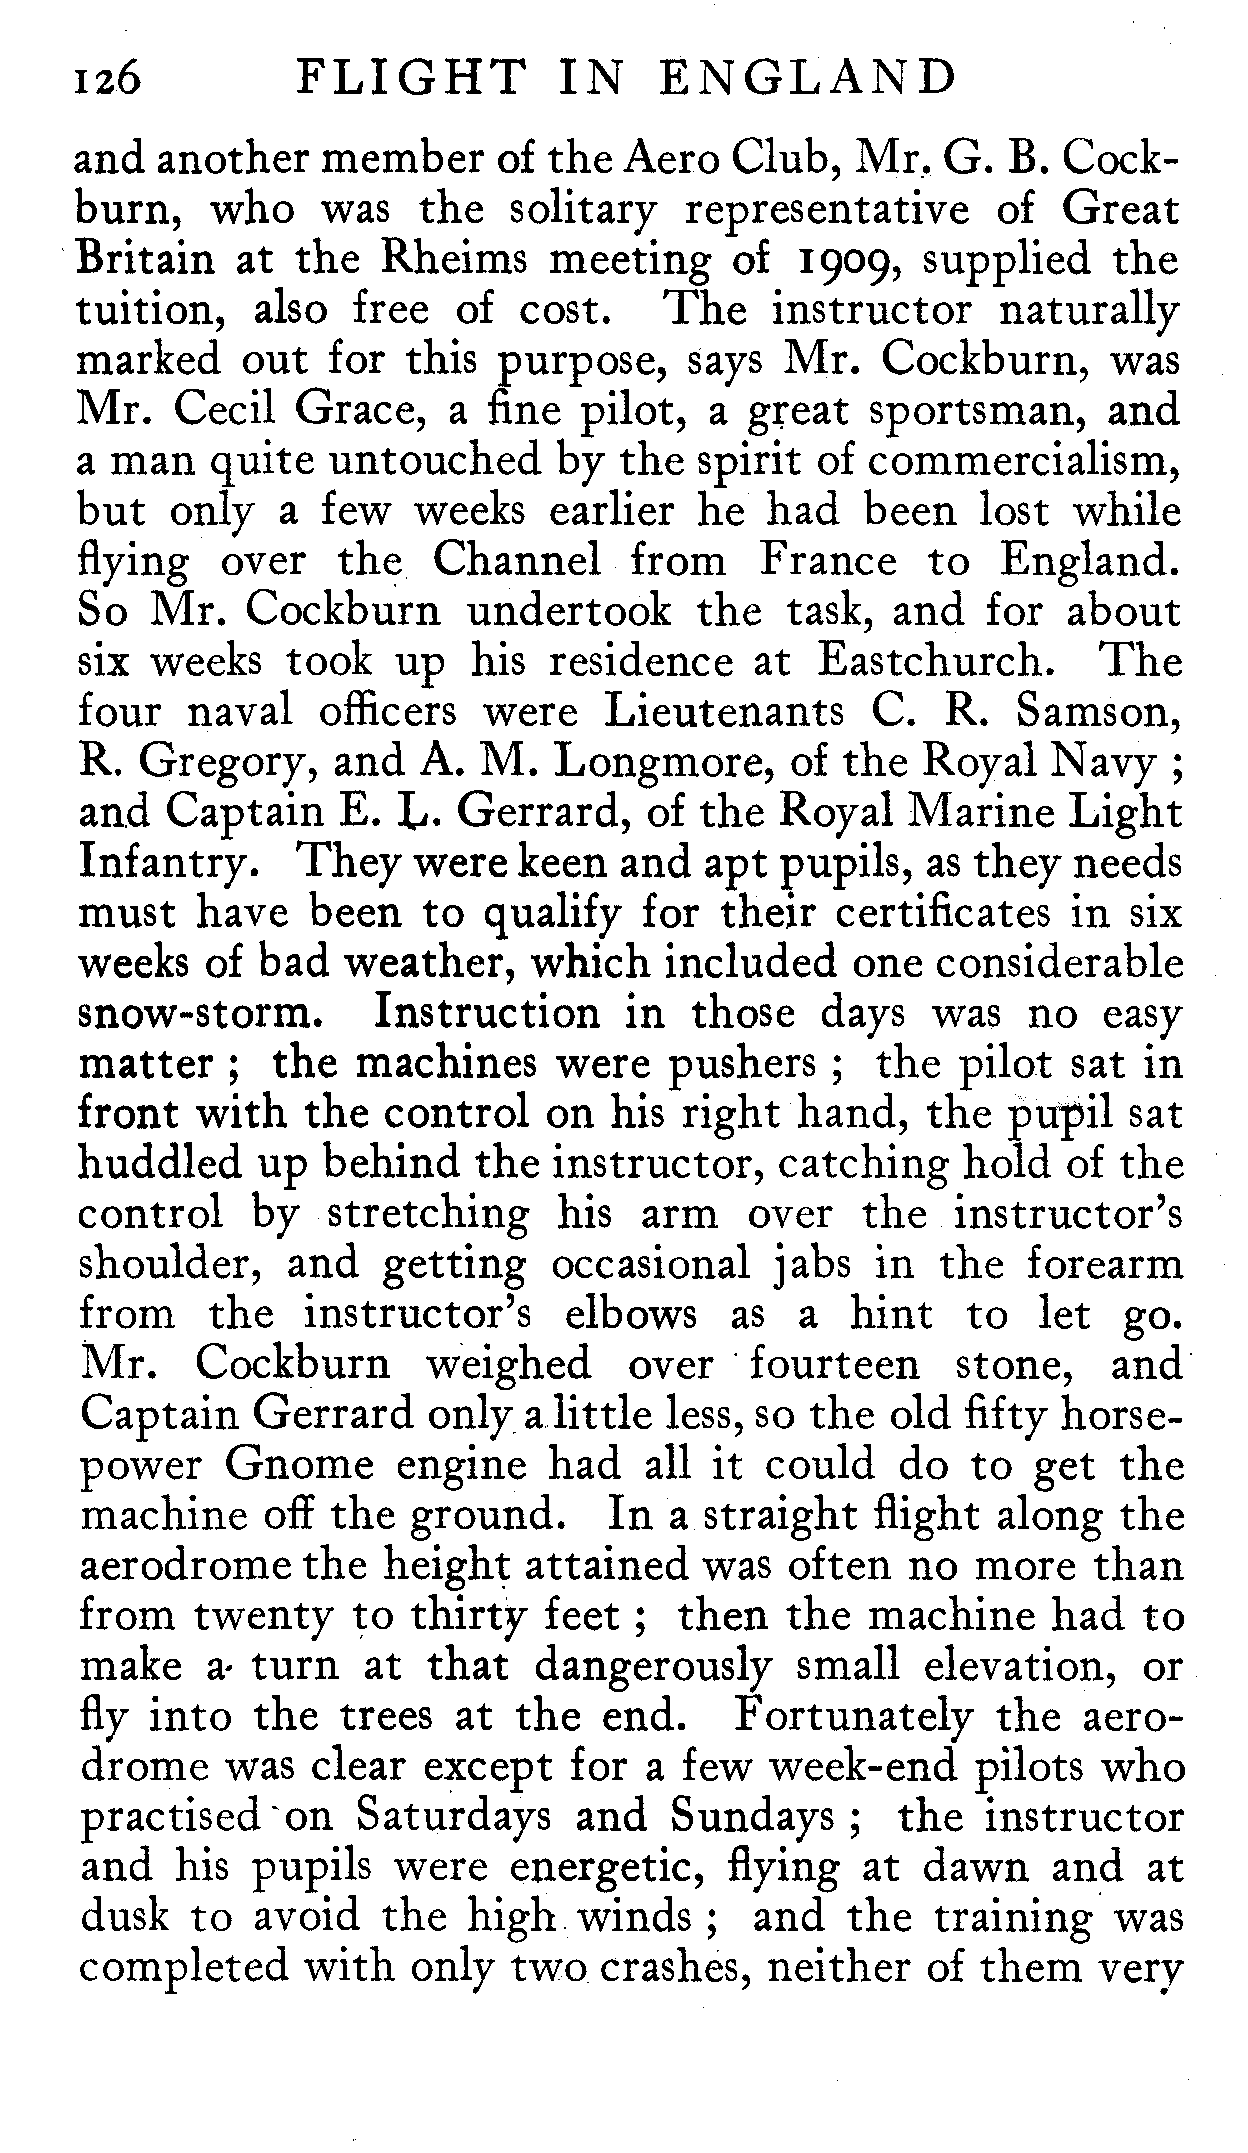 126 FLIGHT IN ENGLAND
and another member of the Aero Club, Mr. G. B. Cock-
burn, who was the solitary representative of Great
Britain at the Rheims meeting of 1909, supplied the
tuition, also free of cost. The instructor naturally
marked out for this purpose, says Mr. Cockburn, was
Mr. Cecil Grace, a fine pilot, a great sportsman, and
a man quite untouched by the spirit of commercialism,
but only a few weeks earlier he had been lost while
flying over the Channel from France to England.
So Mr. Cockburn undertook the task, and for about
six weeks took up his residence at Eastchurch. The
four naval officers were Lieutenants C. R. Samson,
R. Gregory, and A. M. Longmore, of the Royal Navy ;
and Captain E. L. Gerrard, of the Royal Marine Light
Infantry. They were keen and apt pupils, as they needs
must have been to qualify for their certificates in six
weeks of bad weather, which included one considerable
snow-storm. Instruction in those days was no easy
matter ; the machines were pushers ; the pilot sat in
front with the control on his right hand, the pupil sat
huddled up behind the instructor, catching hold of the
control by stretching his arm over the instructor's
shoulder, and getting occasional jabs in the forearm
from the instructor's elbows as a hint to let go.
Mr. Cockburn weighed over fourteen stone, and
Captain Gerrard only a little less, so the old fifty horse-
power Gnome engine had all it could do to get the
machine off the ground. In a straight flight along the
aerodrome the height attained was often no more than
from twenty to thirty feet ; then the machine had to
make a turn at that dangerously small elevation, or
fly into the trees at the end. Fortunately the aero-
drome was clear except for a few week-end pilots who
practised on Saturdays and Sundays ; the instructor
and his pupils were energetic, flying at dawn and at
dusk to avoid the high winds ; and the training was
completed with only two crashes, neither of them very